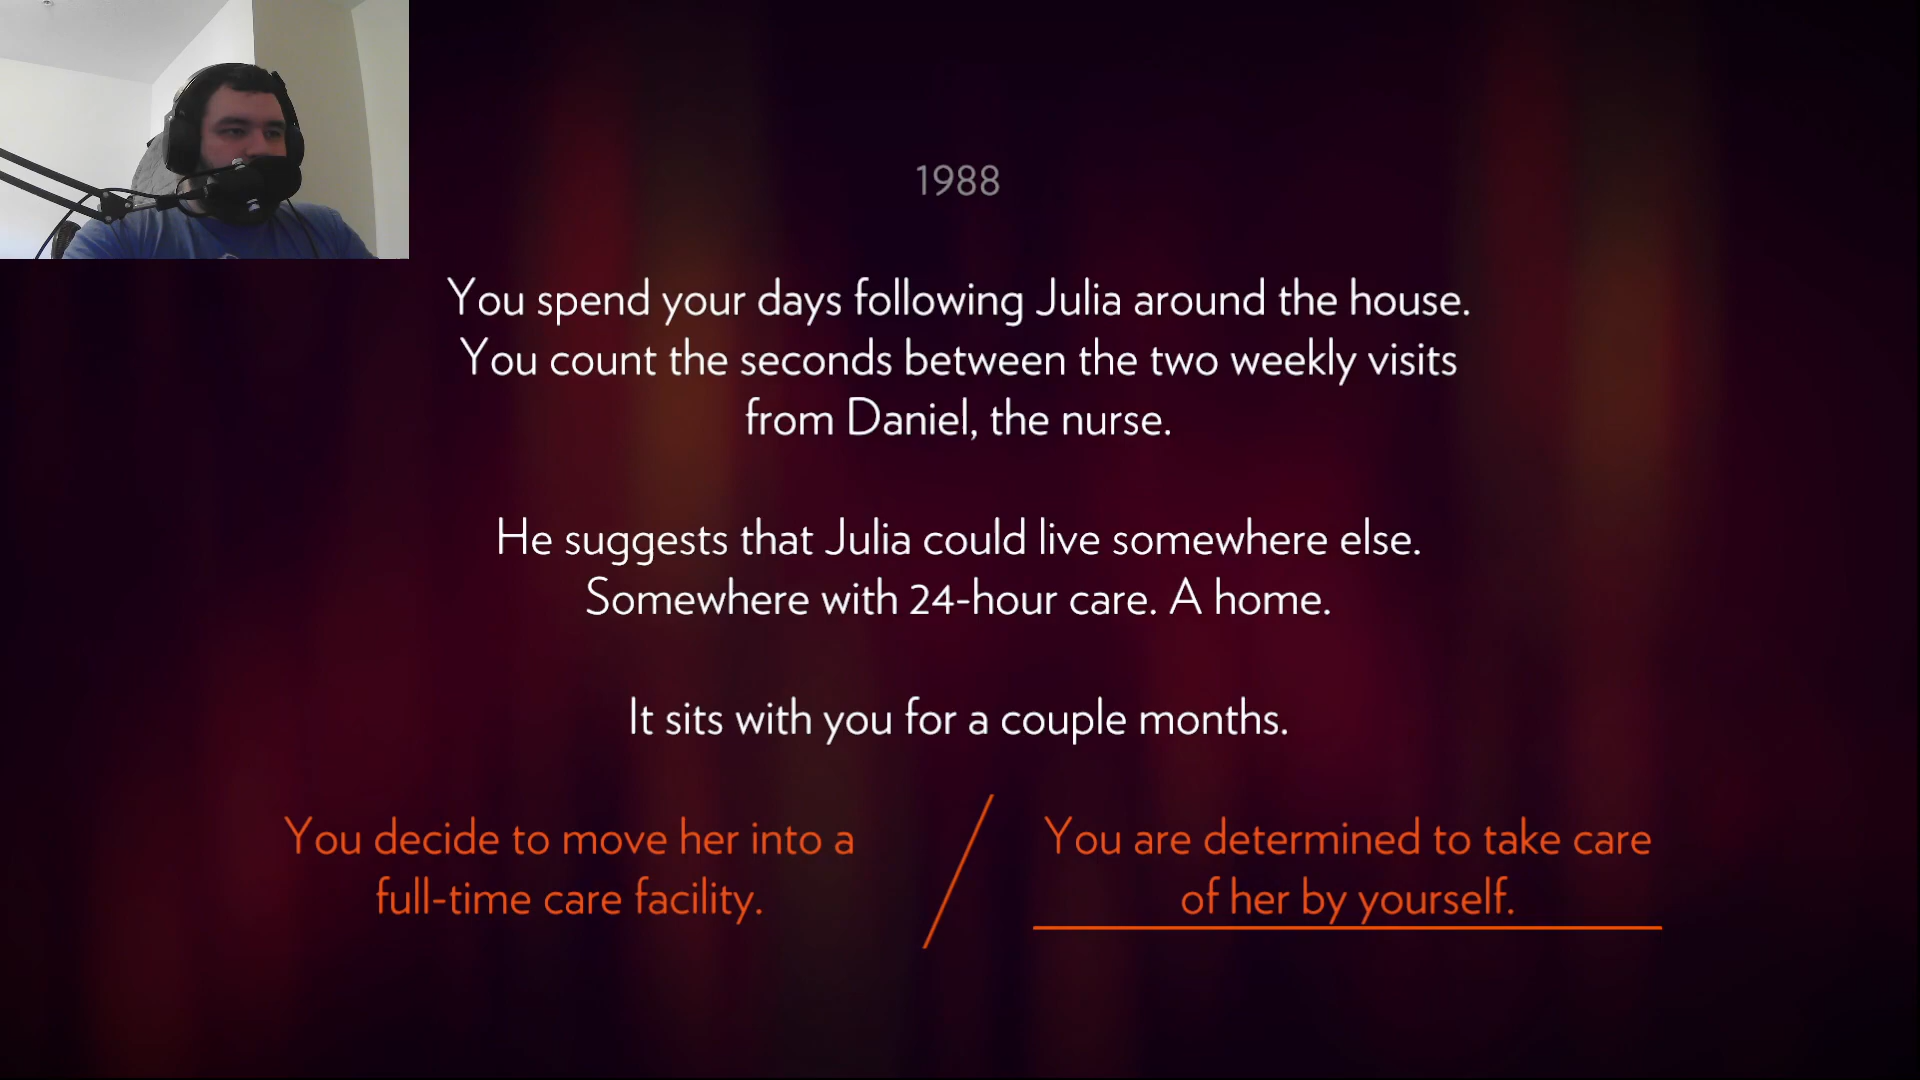 1988
You spend your days following Julia around the house.
You count the seconds between the two weekly visits
from Daniel, the nurse.
He suggests that Julia could live somewhere else.
Somewhere with 24-hour care. A home.
It sits with you for a couple months.
You decide to move her into a
full-time care facility.
/
You are determined to take care
of her by yourself.